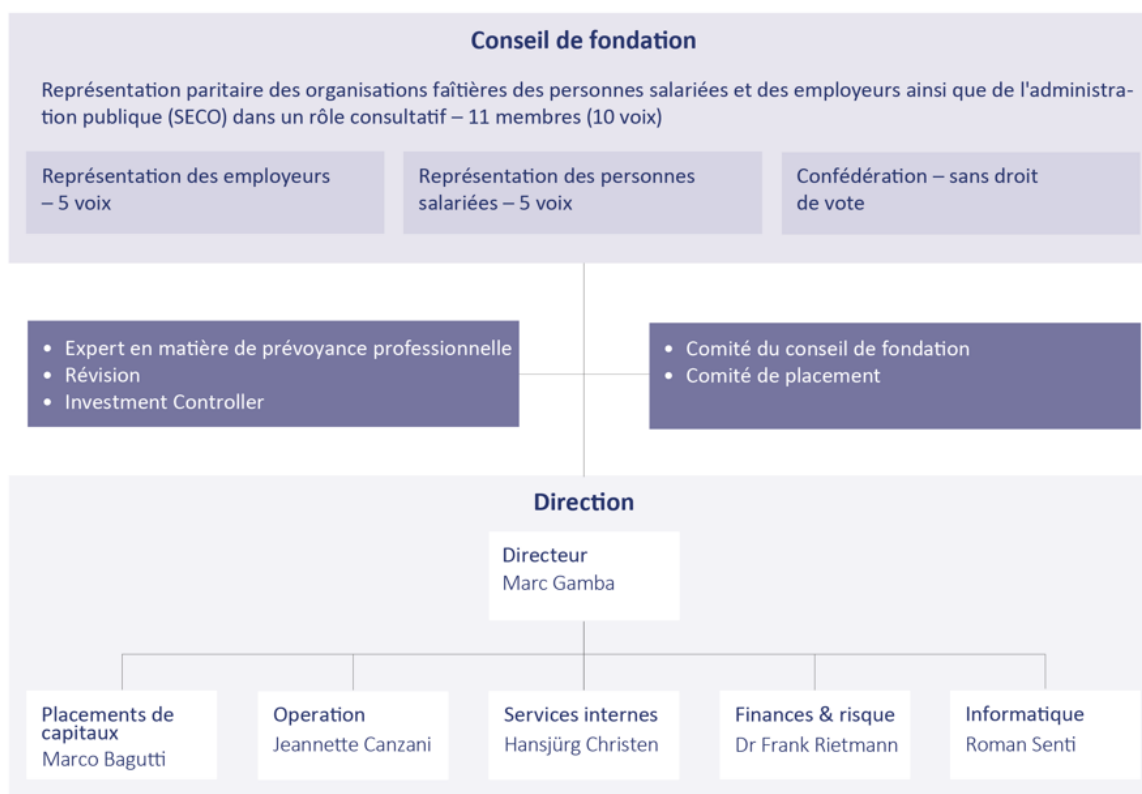 Conseil de fondation
Représentation paritaire des organisations faîtières des personnes salariées et des employeurs ainsi que de l'administra-
tion publique (SECO) dans un rôle consultatif – 11 membres (10 voix)
Représentation des employeurs
– 5 voix
Représentation des personnes
salariées – 5 voix
Confédération – sans droit
de vote
• Expert en matière de prévoyance professionnelle
• Révision
• Investment Controller
• Comité du conseil de fondation
• Comité de placement
Direction
Directeur
Marc Gamba
Placements de
capitaux
Marco Bagutti
Operation
Jeannette Canzani
Services internes
Hansjürg Christen
Finances & risque
Dr Frank Rietmann
Informatique
Roman Senti